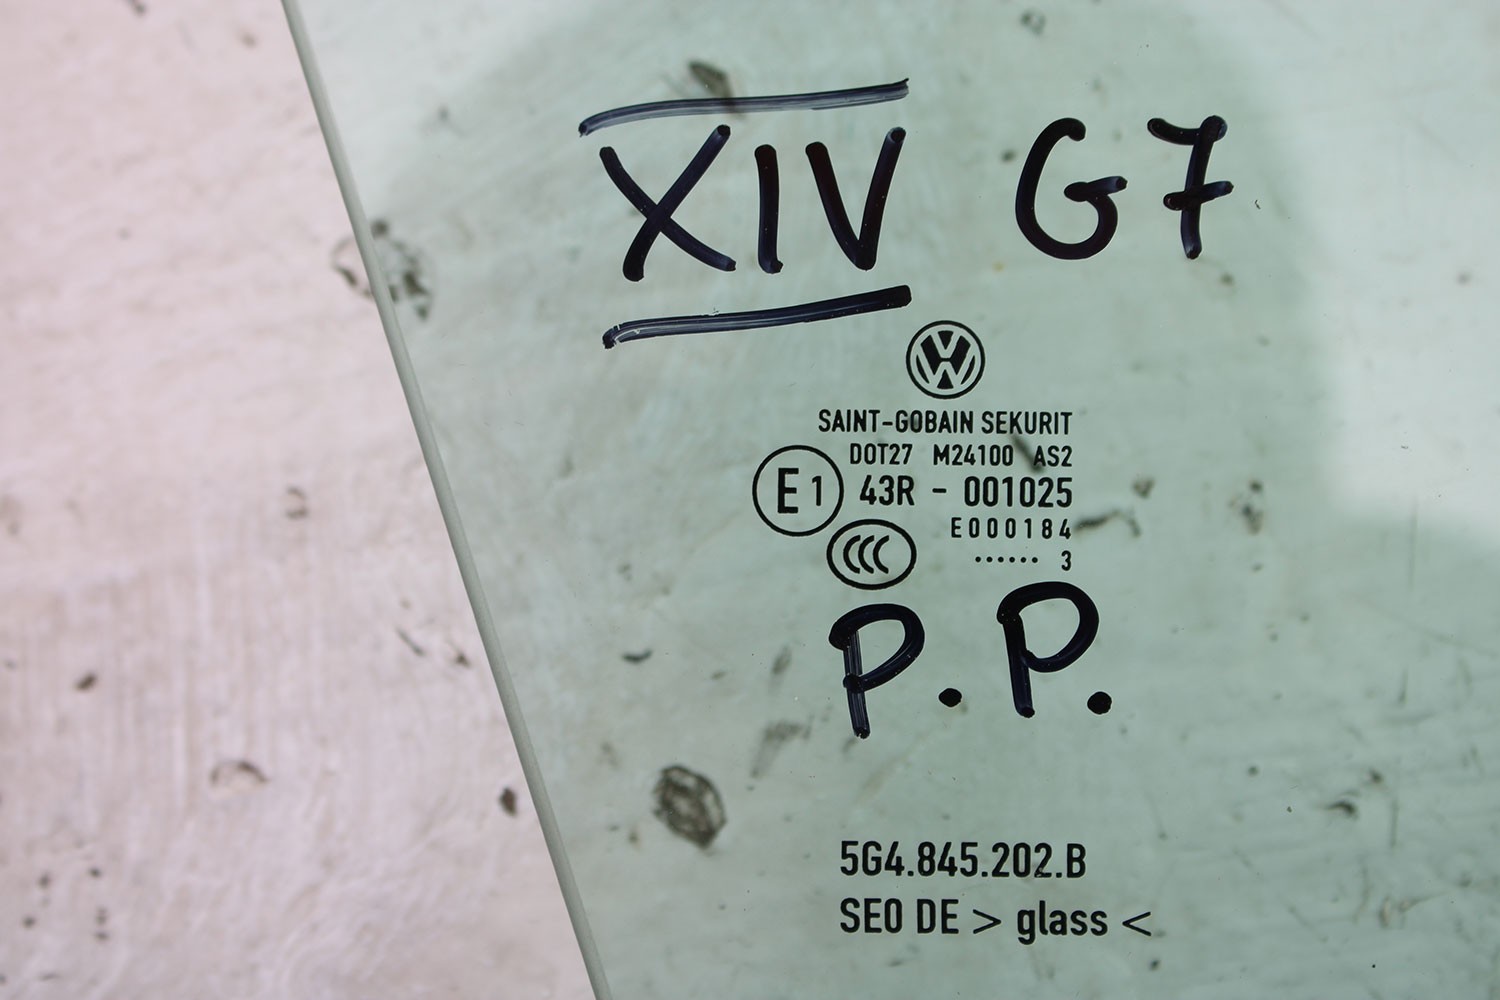 XIV G7
SAINT-GOBAIN SEKURIT
DOT27 M24100 AS2
E1 43R - 001025
E000184
CCC ...... 3
P.P.
5G4.845.202.B
SEO DE > glass <